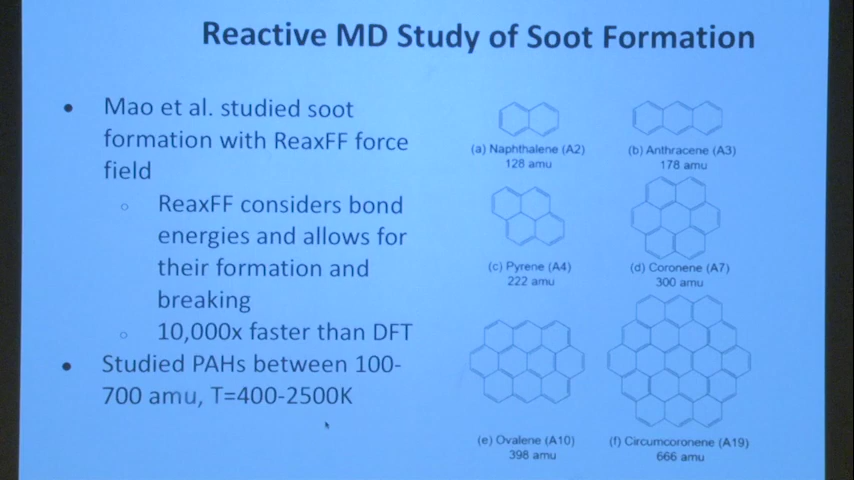 Reactive MD Study of Soot Formation
• Mao et al. studied soot
formation with ReaxFF force
field
○ ReaxFF considers bond
energies and allows for
their formation and
breaking
○ 10,000x faster than DFT
• Studied PAHs between 100-
700 amu, T=400-2500K
(a) Naphthalene (A2)
128 amu
(b) Anthracene (A3)
178 amu
(c) Pyrene (A4)
222 amu
(d) Coronene (A7)
300 amu
(e) Ovalene (A10)
398 amu
(f) Circumcoronene (A19)
666 amu